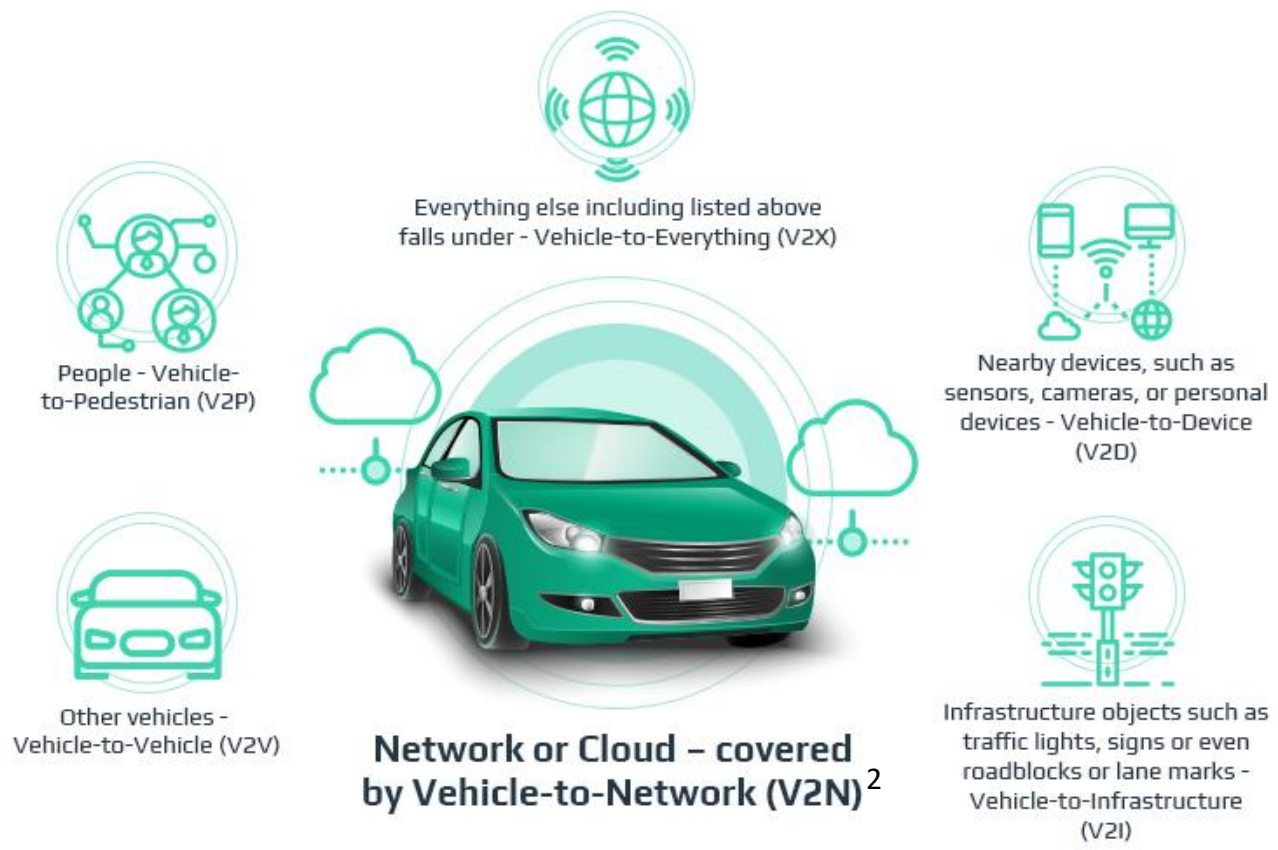 Everything else including listed above
falls under - Vehicle-to-Everything (V2X)
People - Vehicle-
to-Pedestrian (V2P)
Nearby devices, such as
sensors, cameras, or personal
devices - Vehicle-to-Device
(V2D)
Other vehicles -
Vehicle-to-Vehicle (V2V)
Network or Cloud – covered
by Vehicle-to-Network (V2N) 2
Infrastructure objects such as
traffic lights, signs or even
roadblocks or lane marks -
Vehicle-to-Infrastructure
(V2I)